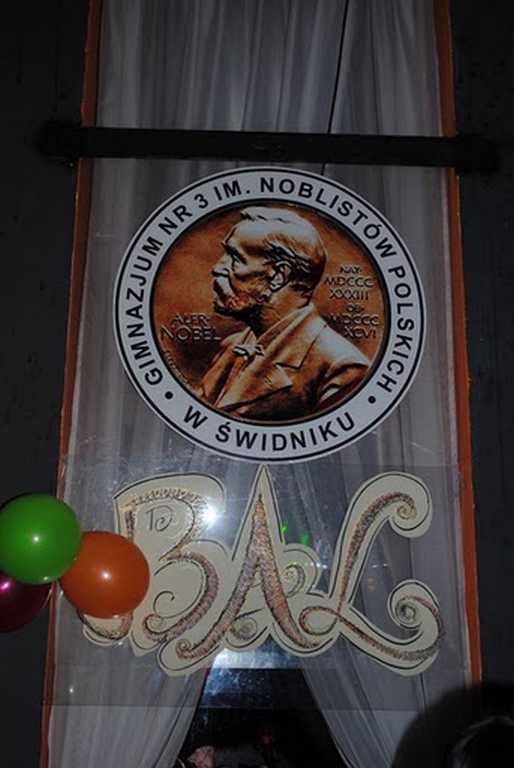 GIMNAZJUM NR 3 IM. NOBLISTÓW POLSKICH
• W ŚWIDNIKU •
ALFR.
NOBEL
NAT.
MDCCC
XXXIII
OB.
MDCCC
XCVI
BAL